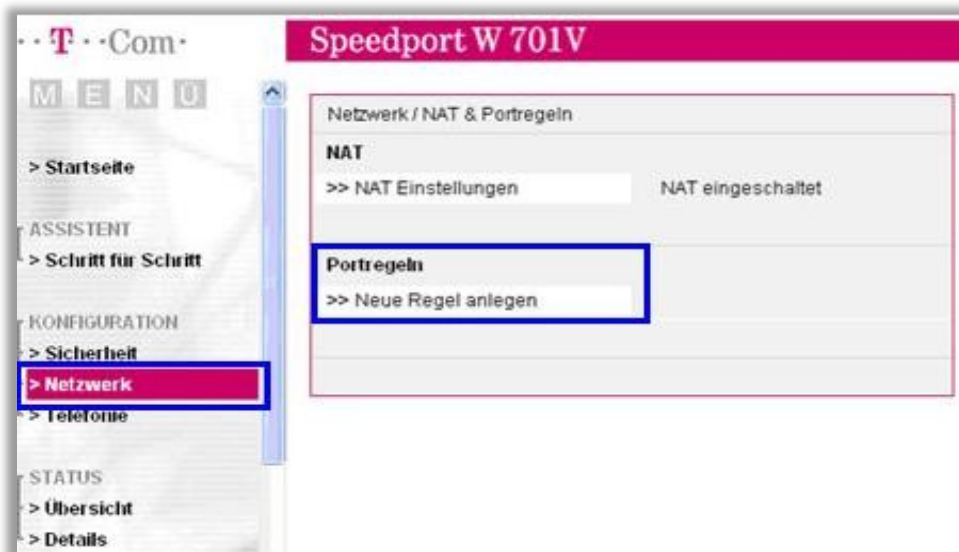 · · T · · Com ·
Speedport W 701V
MENÜ
> Startseite
ASSISTENT
> Schritt für Schritt
KONFIGURATION
> Sicherheit
> Netzwerk
> Telefonie
STATUS
> Übersicht
> Details
Netzwerk / NAT & Portregeln
NAT
>> NAT Einstellungen NAT eingeschaltet
Portregeln
>> Neue Regel anlegen